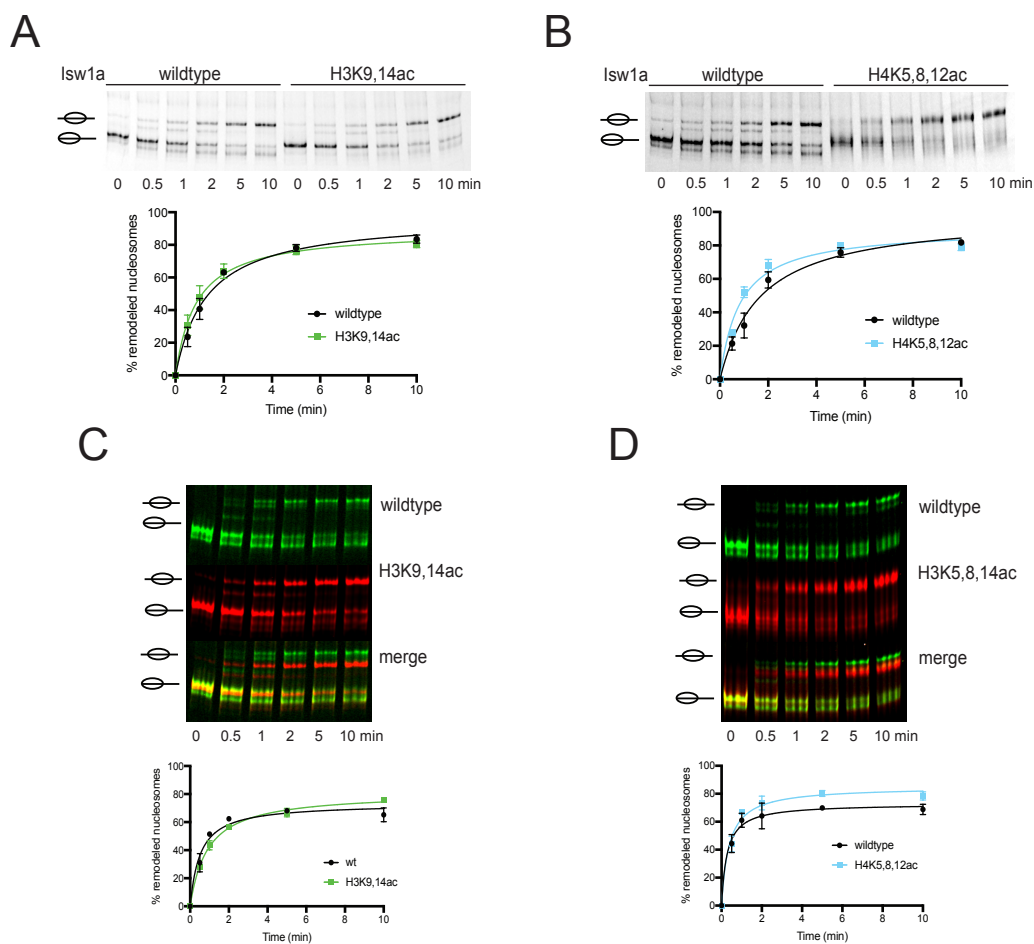 A
Isw1a wildtype H3K9,14ac
0 0.5 1 2 5 10 0 0.5 1 2 5 10 min
100
80
60
40
20
0
% remodeled nucleosomes
wildtype
H3K9,14ac
0 2 4 6 8 10
Time (min)
B
Isw1a wildtype H4K5,8,12ac
0 0.5 1 2 5 10 0 0.5 1 2 5 10 min
100
80
60
40
20
0
% remodeled nucleosomes
wildtype
H4K5,8,12ac
0 2 4 6 8 10
Time (min)
C
wildtype
H3K9,14ac
merge
0 0.5 1 2 5 10 min
100
80
60
40
20
0
% remodeled nucleosomes
wt
H3K9,14ac
0 2 4 6 8 10
Time (min)
D
wildtype
H3K5,8,14ac
merge
0 0.5 1 2 5 10 min
100
80
60
40
20
0
% remodeled nucleosomes
wildtype
H4K5,8,12ac
0 2 4 6 8 10
Time (min)